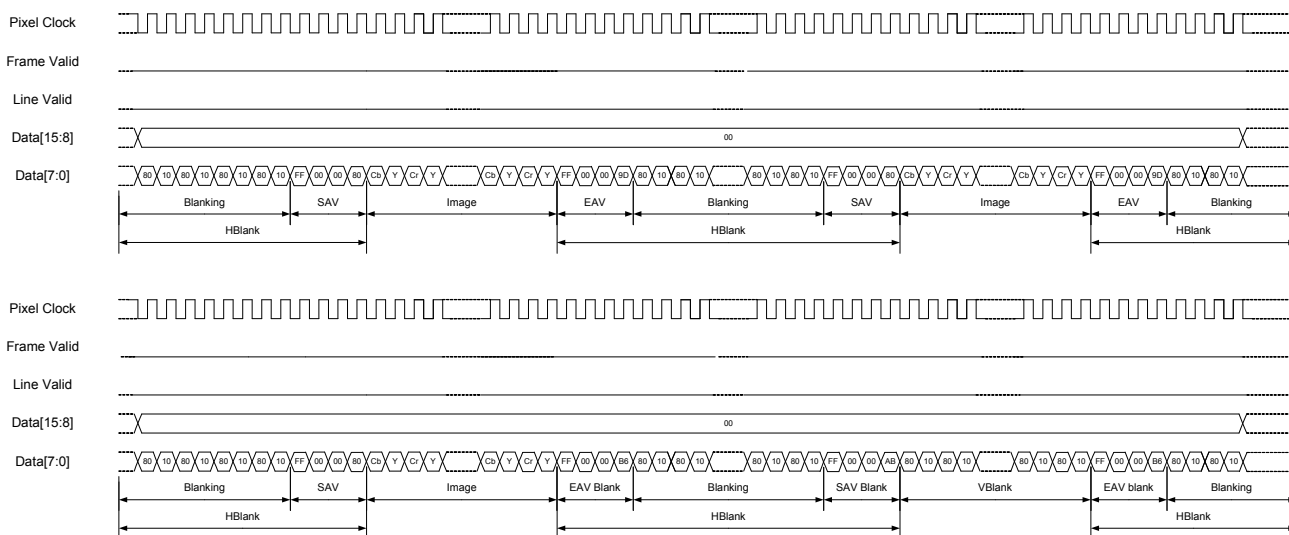 Pixel Clock
Frame Valid
Line Valid
Data[15:8] 00
Data[7:0] 80 10 80 10 80 10 80 10 FF 00 00 80 Cb Y Cr Y Cb Y Cr Y FF 00 00 9D 80 10 80 10 80 10 80 10 FF 00 00 80 Cb Y Cr Y Cb Y Cr Y FF 00 00 9D 80 10 80 10
Blanking SAV Image EAV Blanking SAV Image EAV Blanking
HBlank HBlank HBlank
Pixel Clock
Frame Valid
Line Valid
Data[15:8] 00
Data[7:0] 80 10 80 10 80 10 80 10 FF 00 00 80 Cb Y Cr Y Cb Y Cr Y FF 00 00 B6 80 10 80 10 80 10 80 10 FF 00 00 AB 80 10 80 10 80 10 80 10 FF 00 00 B6 80 10 80 10
Blanking SAV Image EAV Blank Blanking SAV Blank VBlank EAV blank Blanking
HBlank HBlank HBlank